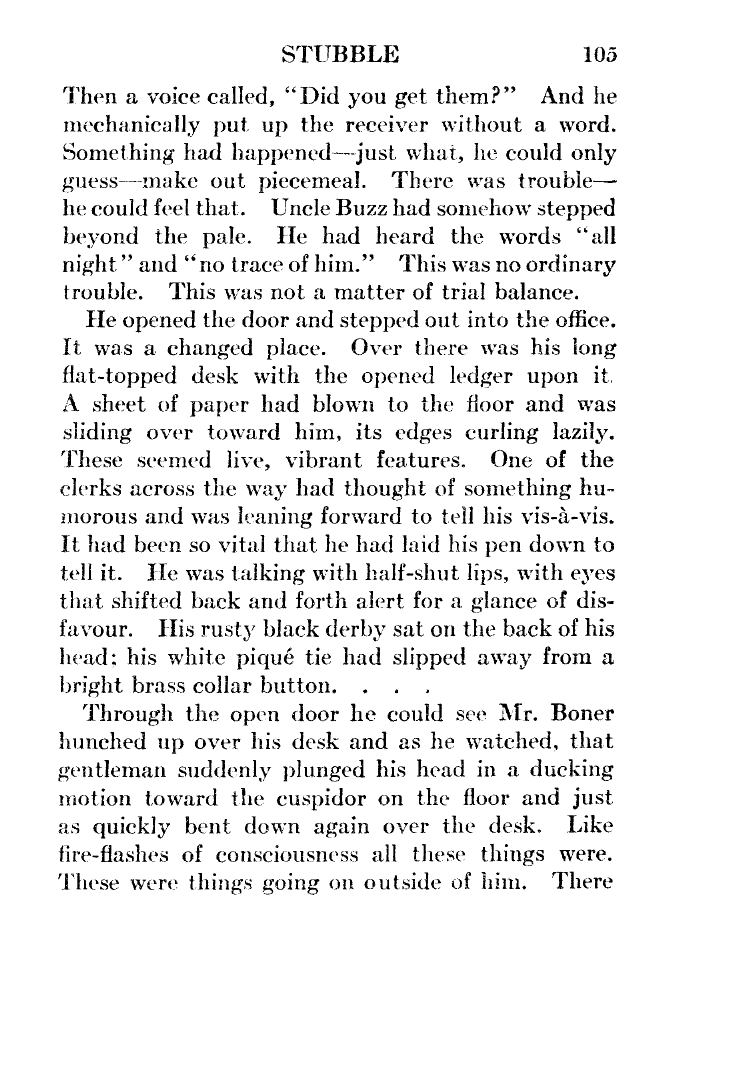 STUBBLE 105
Then a voice called, “Did you get them?” And he
mechanically put up the receiver without a word.
Something had happened—just what, he could only
guess—make out piecemeal. There was trouble—
he could feel that. Uncle Buzz had somehow stepped
beyond the pale. He had heard the words “all
night” and “no trace of him.” This was no ordinary
trouble. This was not a matter of trial balance.
He opened the door and stepped out into the office.
It was a changed place. Over there was his long
flat-topped desk with the opened ledger upon it.
A sheet of paper had blown to the floor and was
sliding over toward him, its edges curling lazily.
These seemed live, vibrant features. One of the
clerks across the way had thought of something hu-
morous and was leaning forward to tell his vis-à-vis.
It had been so vital that he had laid his pen down to
tell it. He was talking with half-shut lips, with eyes
that shifted back and forth alert for a glance of dis-
favour. His rusty black derby sat on the back of his
head; his white piqué tie had slipped away from a
bright brass collar button. . . .
Through the open door he could see Mr. Boner
hunched up over his desk and as he watched, that
gentleman suddenly plunged his head in a ducking
motion toward the cuspidor on the floor and just
as quickly bent down again over the desk. Like
fire-flashes of consciousness all these things were.
These were things going on outside of him. There